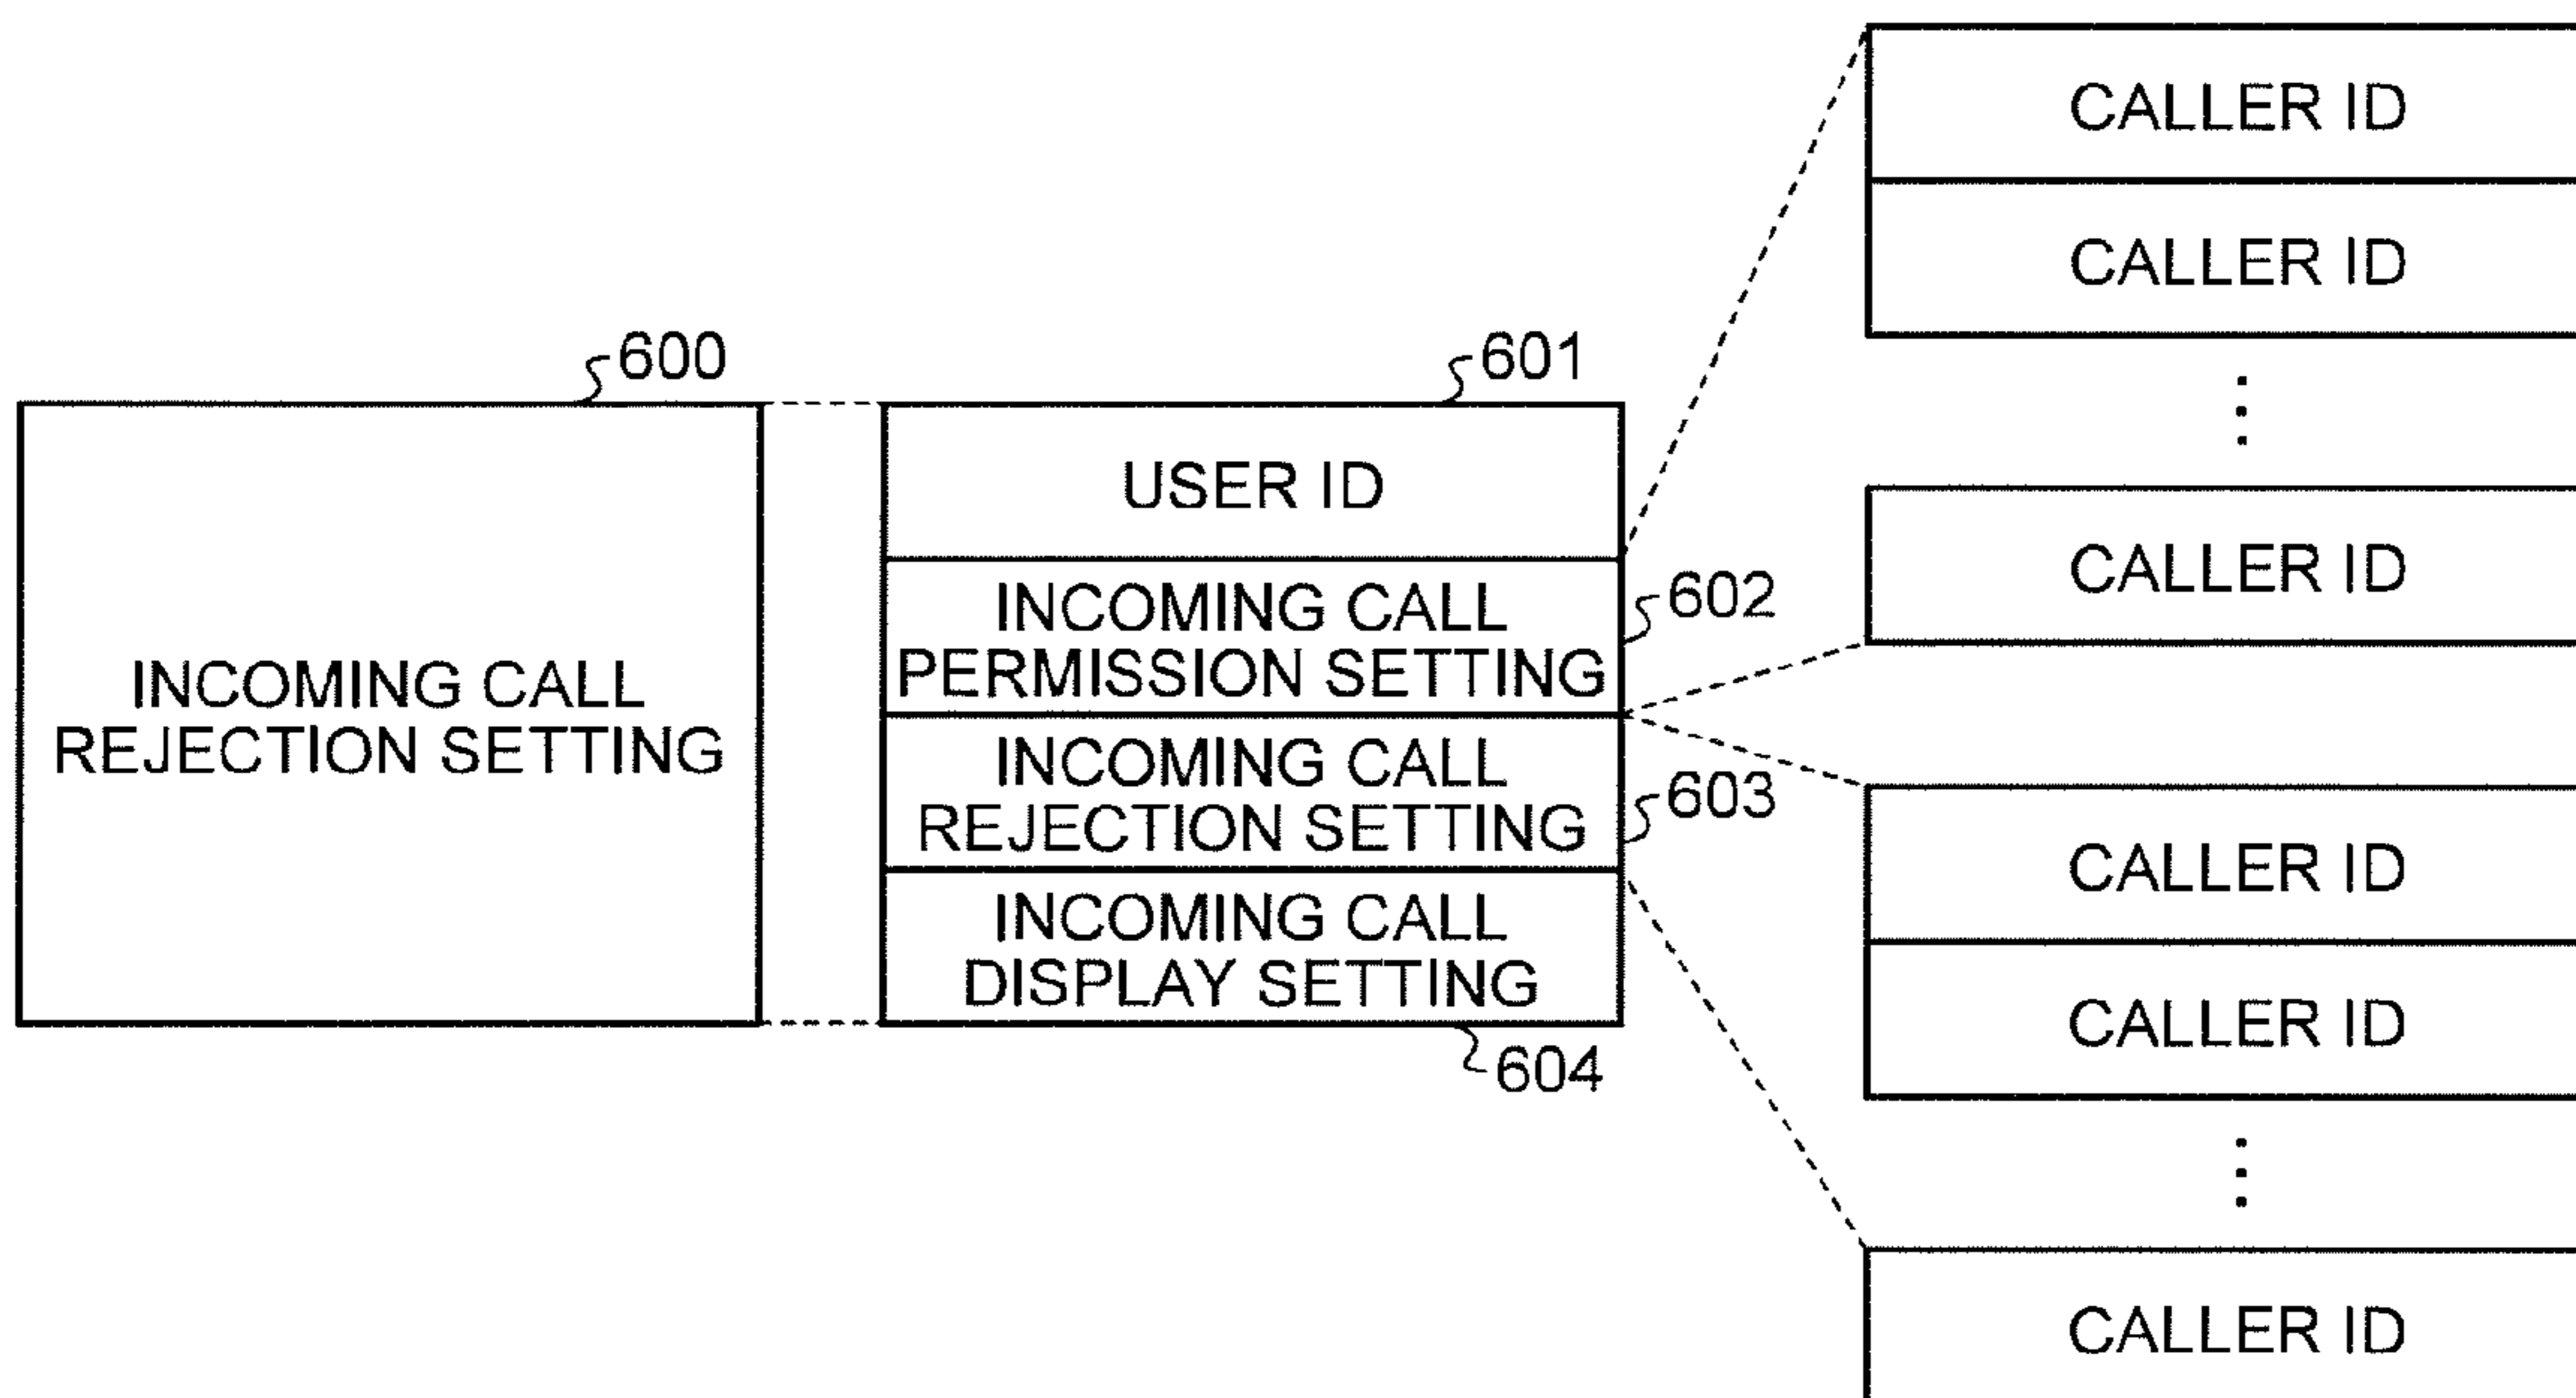 600
INCOMING CALL
REJECTION SETTING
601
USER ID
INCOMING CALL
PERMISSION SETTING
602
INCOMING CALL
REJECTION SETTING
603
INCOMING CALL
DISPLAY SETTING
604
CALLER ID
CALLER ID
⋮
CALLER ID
CALLER ID
CALLER ID
⋮
CALLER ID